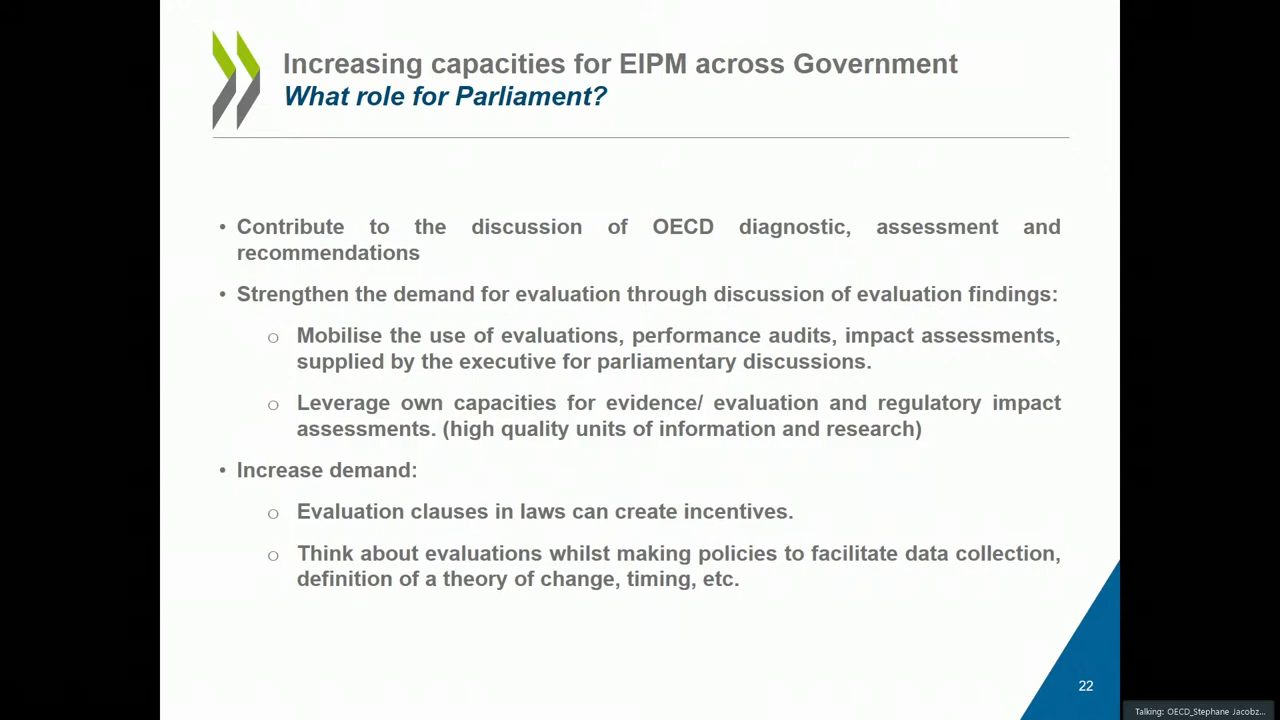 Increasing capacities for EIPM across Government
What role for Parliament?
• Contribute to the discussion of OECD diagnostic, assessment and
recommendations
• Strengthen the demand for evaluation through discussion of evaluation findings:
o Mobilise the use of evaluations, performance audits, impact assessments,
supplied by the executive for parliamentary discussions.
o Leverage own capacities for evidence/ evaluation and regulatory impact
assessments. (high quality units of information and research)
• Increase demand:
o Evaluation clauses in laws can create incentives.
o Think about evaluations whilst making policies to facilitate data collection,
definition of a theory of change, timing, etc.
22
Talking: OECD_Stephane Jacobz...